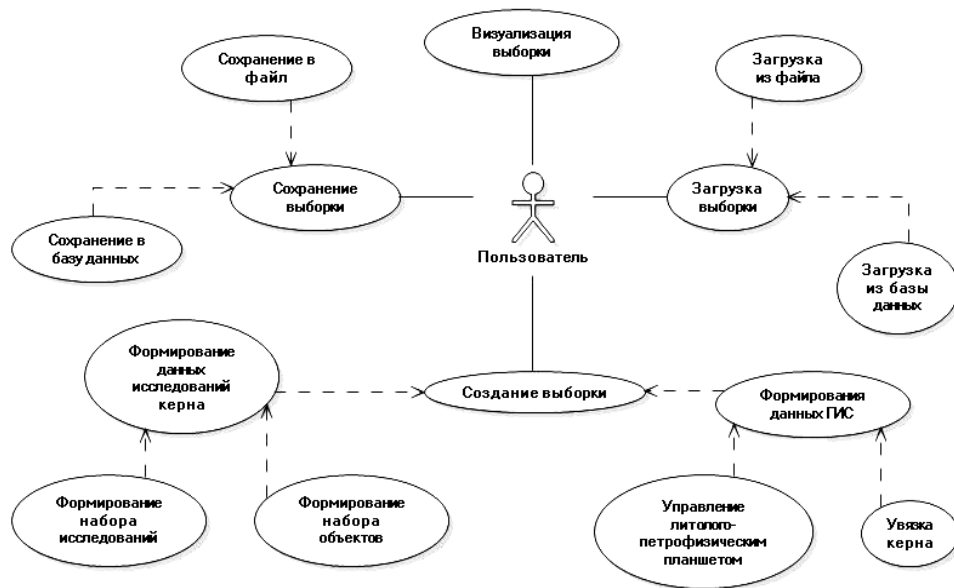 Визуализация
выборки
Сохранение в
файл
Загрузка
из файла
Сохранение
выборки
Загрузка
выборки
Сохранение в
базу данных
Пользователь
Загрузка
из базы
данных
Формирование
данных
исследований
керна
Создание выборки
Формирования
данных ГИС
Формирование
набора
исследований
Формирование
набора
объектов
Управление
литолого-
петрофизическим
планшетом
Увязка
керна